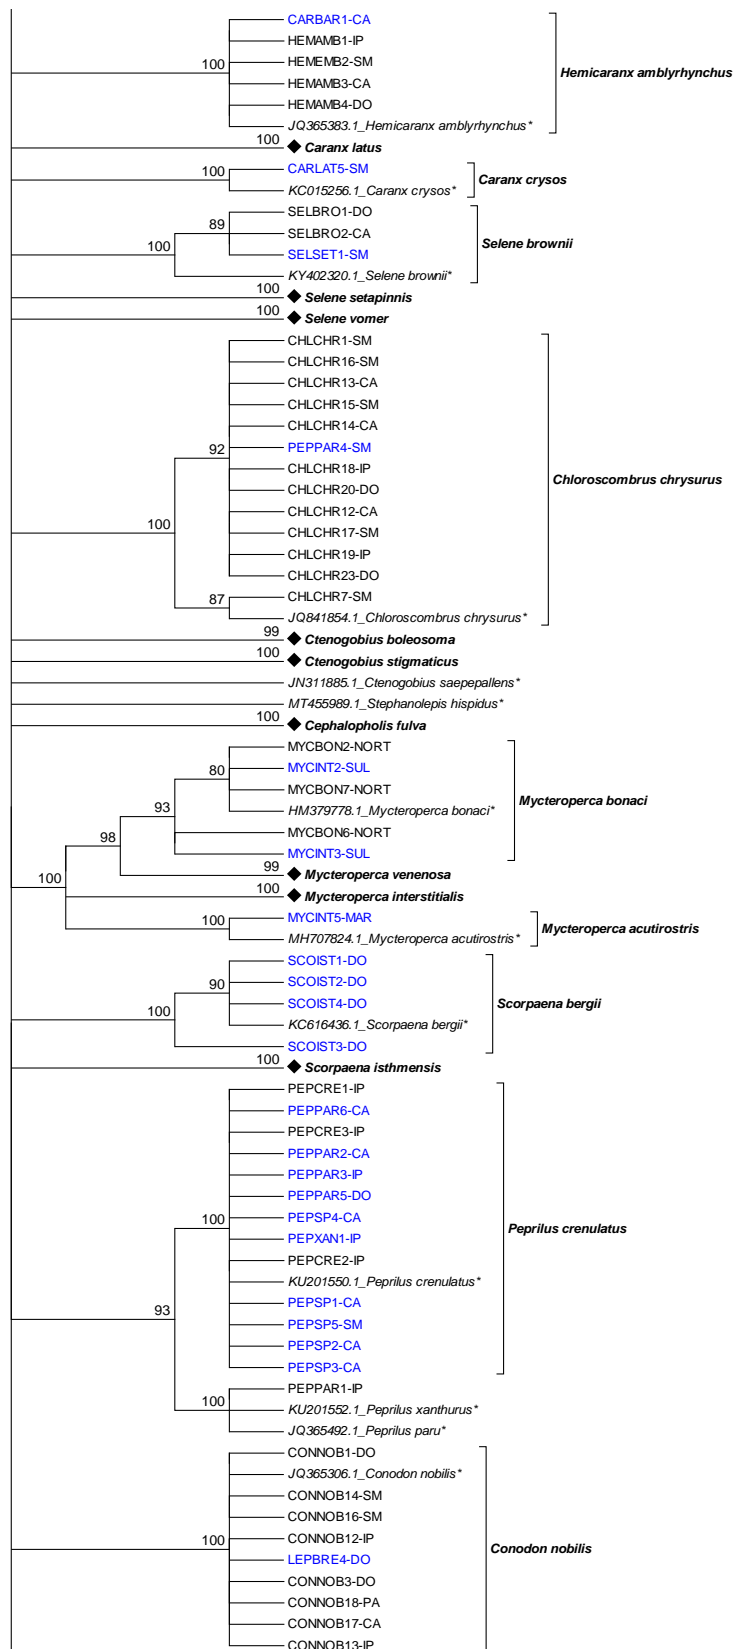 CARBAR1-CA
HEMAMB1-IP
100 HEMEMB2-SM Hemicaranx amblyrhynchus
HEMAMB3-CA
HEMAMB4-DO
JQ365383.1_Hemicaranx amblyrhynchus*
100 ◆ Caranx latus
100 CARLAT5-SM Caranx crysos
KC015256.1_Caranx crysos*
SELBRO1-DO
89 SELBRO2-CA Selene brownii
100 SELSET1-SM
KY402320.1_Selene brownii*
100 ◆ Selene setapinnis
100 ◆ Selene vomer
CHLCHR1-SM
CHLCHR16-SM
CHLCHR13-CA
CHLCHR15-SM
CHLCHR14-CA
92 PEPPAR4-SM
CHLCHR18-IP Chloroscombrus chrysurus
CHLCHR20-DO
CHLCHR12-CA
100 CHLCHR17-SM
CHLCHR19-IP
CHLCHR23-DO
87 CHLCHR7-SM
JQ841854.1_Chloroscombrus chrysurus*
99 ◆ Ctenogobius boleosoma
100 ◆ Ctenogobius stigmaticus
JN311885.1_Ctenogobius saepepallens*
MT455989.1_Stephanolepis hispidus*
100 ◆ Cephalopholis fulva
MYCBON2-NORT
80 MYCINT2-SUL
MYCBON7-NORT Mycteroperca bonaci
93 HM379778.1_Mycteroperca bonaci*
98 MYCBON6-NORT
MYCINT3-SUL
99 ◆ Mycteroperca venenosa
100 100 ◆ Mycteroperca interstitialis
100 MYCINT5-MAR Mycteroperca acutirostris
MH707824.1_Mycteroperca acutirostris*
SCOIST1-DO
90 SCOIST2-DO
SCOIST4-DO Scorpaena bergii
100 KC616436.1_Scorpaena bergii*
SCOIST3-DO
100 ◆ Scorpaena isthmensis
PEPCRE1-IP
PEPPAR6-CA
PEPCRE3-IP
PEPPAR2-CA
PEPPAR3-IP
PEPPAR5-DO
100 PEPSP4-CA Peprilus crenulatus
PEPXAN1-IP
PEPCRE2-IP
KU201550.1_Peprilus crenulatus*
93 PEPSP1-CA
PEPSP5-SM
PEPSP2-CA
PEPSP3-CA
PEPPAR1-IP
100 KU201552.1_Peprilus xanthurus*
JQ365492.1_Peprilus paru*
CONNOB1-DO
JQ365306.1_Conodon nobilis*
CONNOB14-SM
CONNOB16-SM
100 CONNOB12-IP Conodon nobilis
LEPBRE4-DO
CONNOB3-DO
CONNOB18-PA
CONNOB17-CA
CONNOB13-IP